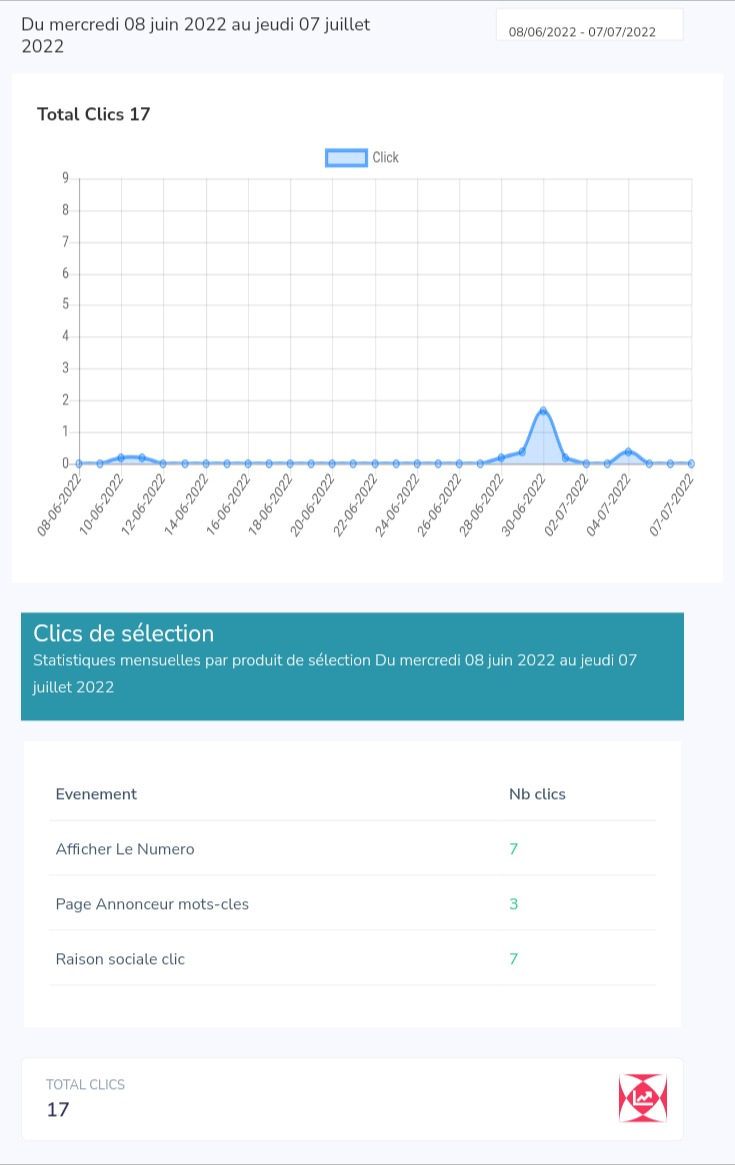 Du mercredi 08 juin 2022 au jeudi 07 juillet
2022
08/06/2022 - 07/07/2022
Total Clics 17
Click
9
8
7
6
5
4
3
2
1
0
08-06-2022
10-06-2022
12-06-2022
14-06-2022
16-06-2022
18-06-2022
20-06-2022
22-06-2022
24-06-2022
26-06-2022
28-06-2022
30-06-2022
02-07-2022
04-07-2022
07-07-2022
Clics de sélection
Statistiques mensuelles par produit de sélection Du mercredi 08 juin 2022 au jeudi 07
juillet 2022
Evenement Nb clics
Afficher Le Numero 7
Page Annonceur mots-cles 3
Raison sociale clic 7
TOTAL CLICS
17